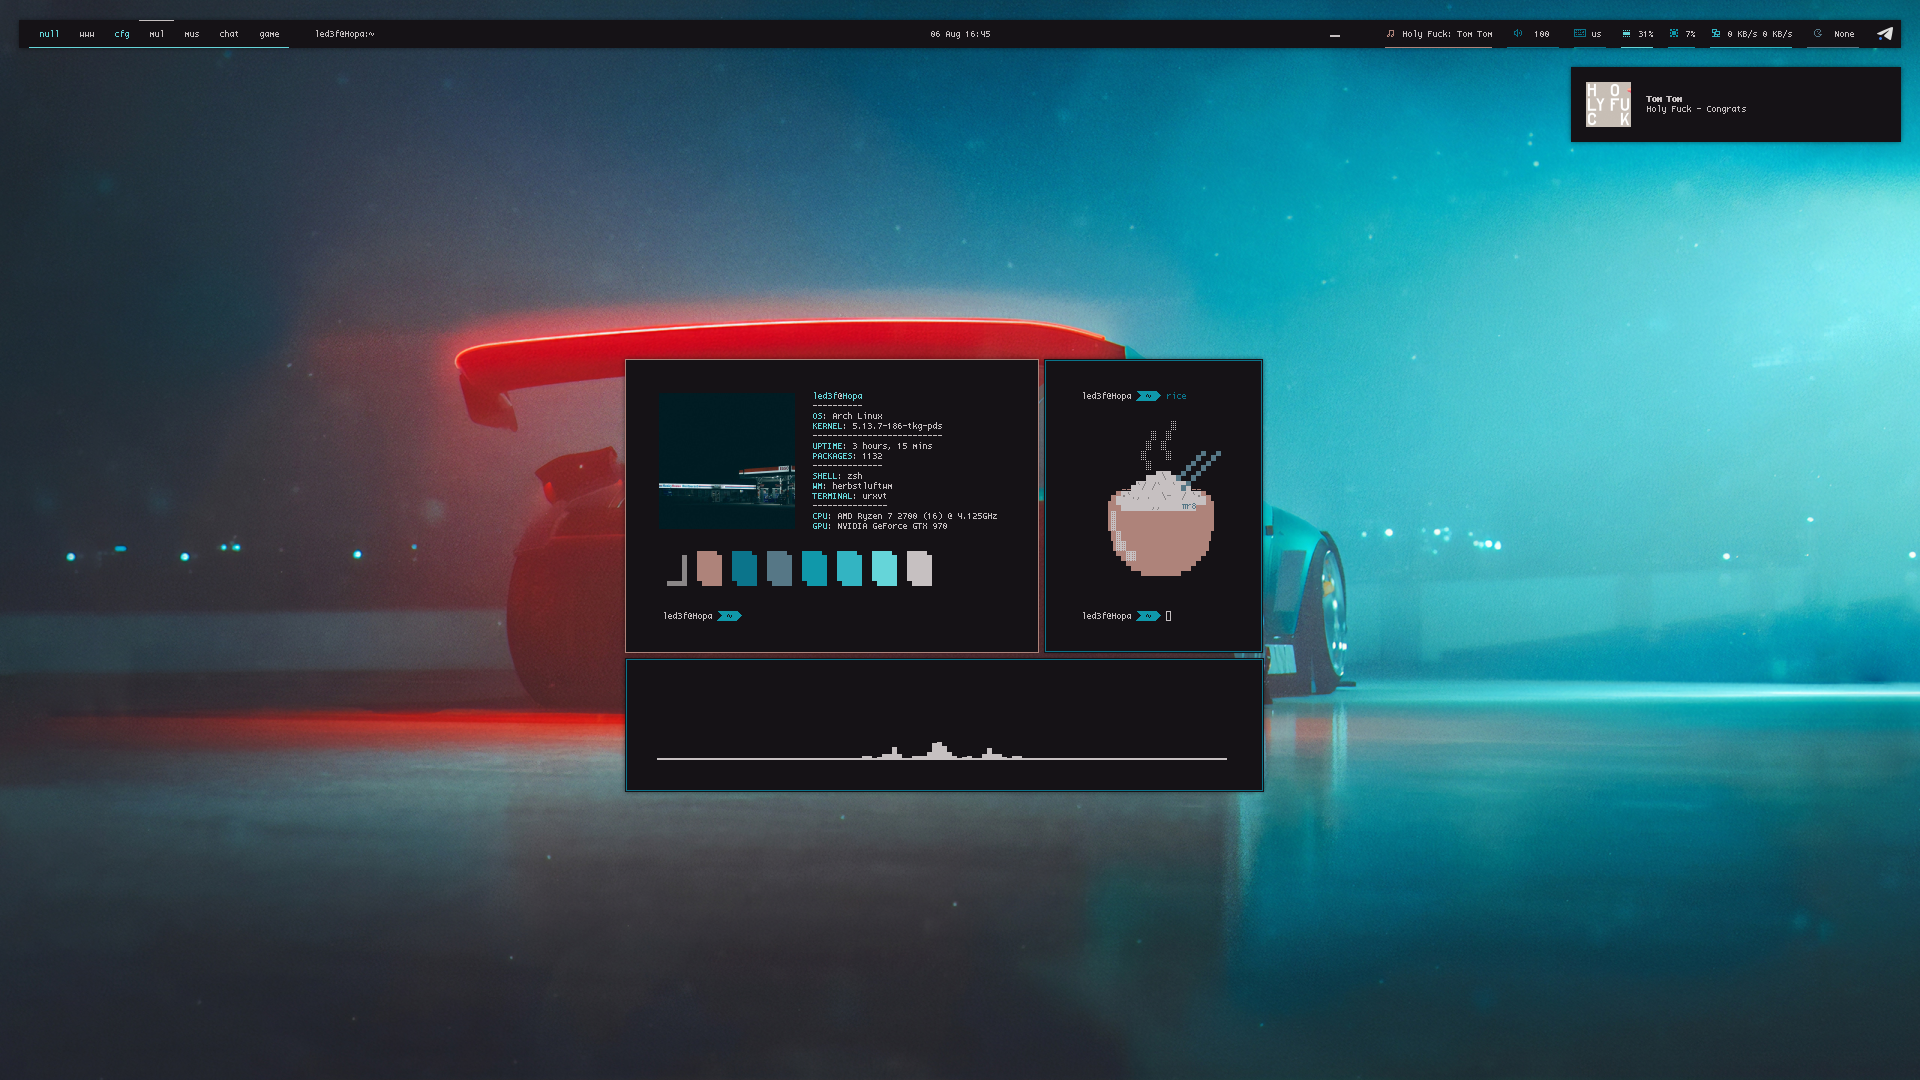 null www cfg mul mus chat game led3f@Hopa:~ 06 Aug 16:45 Holy Fuck: Tom Tom 100 us 31% 7% 0 KB/s 0 KB/s None
H O
LY FU
C K
Tom Tom
Holy Fuck - Congrats
led3f@Hopa
----------
OS: Arch Linux
KERNEL: 5.13.7-186-tkg-pds
--------------------------
UPTIME: 3 hours, 15 mins
PACKAGES: 1132
--------------
SHELL: zsh
WM: herbstluftwm
TERMINAL: urxvt
---------------
CPU: AMD Ryzen 7 2700 (16) @ 4.125GHz
GPU: NVIDIA GeForce GTX 970
led3f@Hopa ~
led3f@Hopa ~ rice
mr8
led3f@Hopa ~